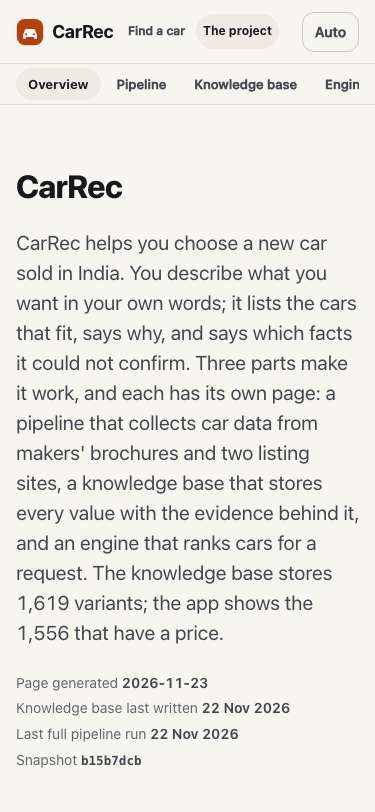 CarRec Find a car The project Auto
Overview Pipeline Knowledge base Engin
CarRec
CarRec helps you choose a new car
sold in India. You describe what you
want in your own words; it lists the cars
that fit, says why, and says which facts
it could not confirm. Three parts make
it work, and each has its own page: a
pipeline that collects car data from
makers' brochures and two listing
sites, a knowledge base that stores
every value with the evidence behind it,
and an engine that ranks cars for a
request. The knowledge base stores
1,619 variants; the app shows the
1,556 that have a price.
Page generated 2026-11-23
Knowledge base last written 22 Nov 2026
Last full pipeline run 22 Nov 2026
Snapshot b15b7dcb